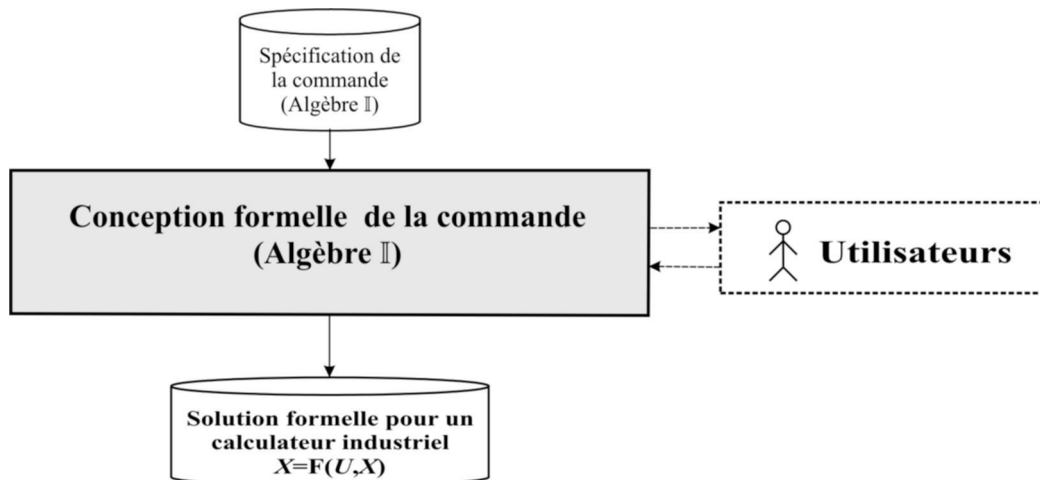 Spécification de
la commande
(Algèbre 𝕀)
Conception formelle de la commande
(Algèbre 𝕀)
Utilisateurs
Solution formelle pour un
calculateur industriel
X=F(U,X)